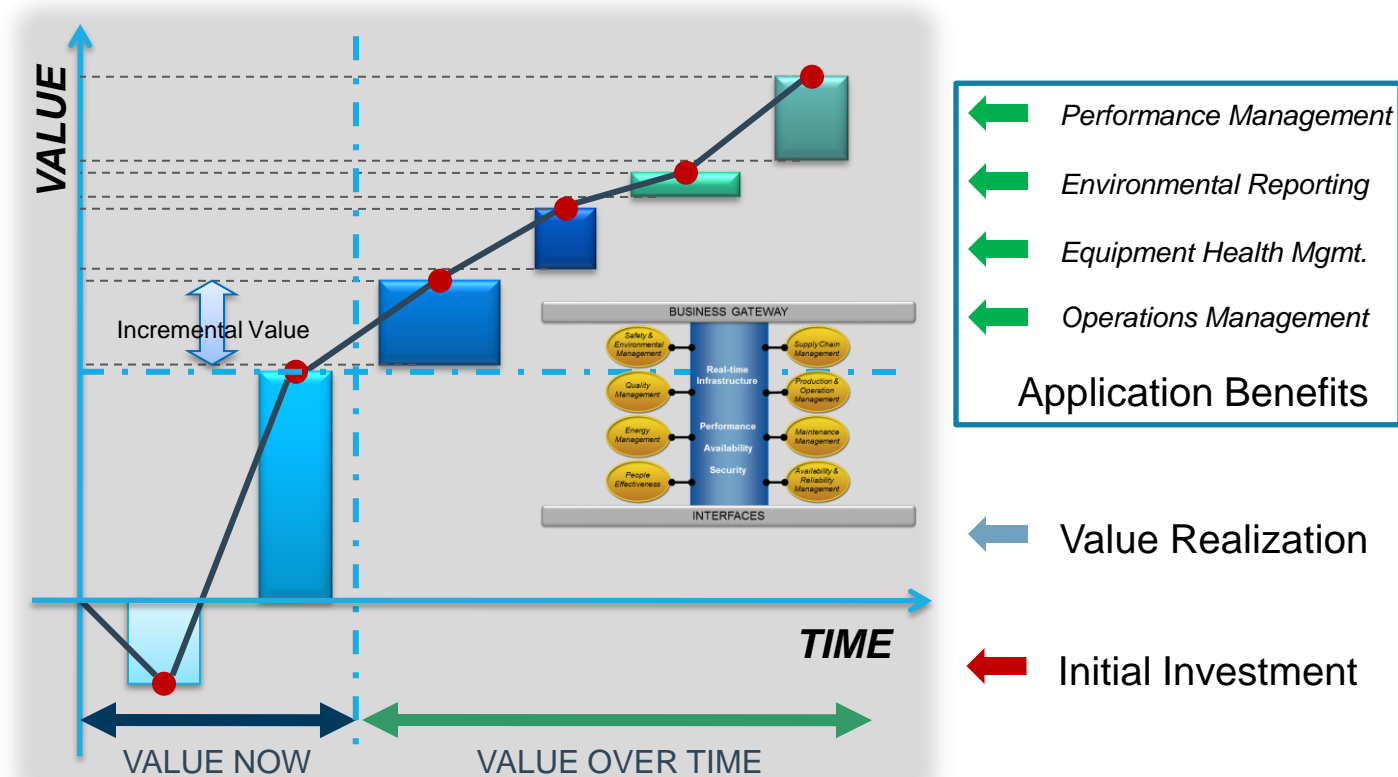 VALUE
Incremental Value
BUSINESS GATEWAY
Safety &
Environmental
Management
Quality
Management
Energy
Management
People
Effectiveness
Real-time
Infrastructure
Performance
Availability
Security
Supply Chain
Management
Production &
Operation
Management
Maintenance
Management
Availability &
Reliability
Management
INTERFACES
TIME
VALUE NOW
VALUE OVER TIME
Performance Management
Environmental Reporting
Equipment Health Mgmt.
Operations Management
Application Benefits
Value Realization
Initial Investment